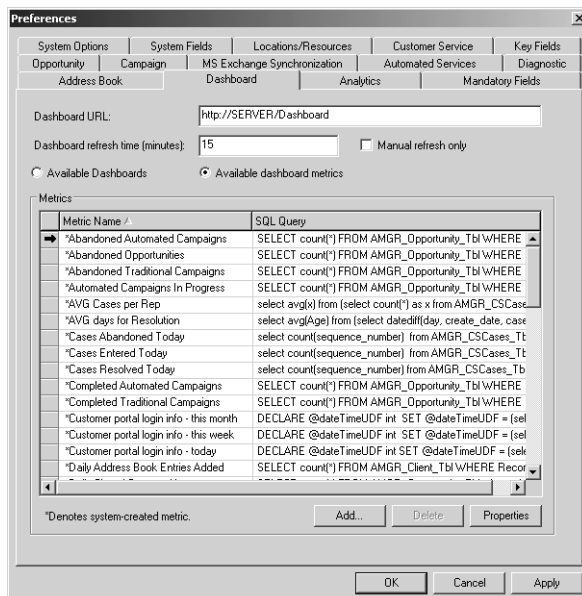 Preferences
System Options System Fields Locations/Resources Customer Service Key Fields
Opportunity Campaign MS Exchange Synchronization Automated Services Diagnostic
Address Book Dashboard Analytics Mandatory Fields
Dashboard URL: http://SERVER/Dashboard
Dashboard refresh time (minutes): 15 Manual refresh only
Available Dashboards Available dashboard metrics
Metrics
Metric Name SQL Query
*Abandoned Automated Campaigns SELECT count(*) FROM AMGR_Opportunity_Tbl WHERE
*Abandoned Opportunities SELECT count(*) FROM AMGR_Opportunity_Tbl WHERE
*Abandoned Traditional Campaigns SELECT count(*) FROM AMGR_Opportunity_Tbl WHERE
*Automated Campaigns In Progress SELECT count(*) FROM AMGR_Opportunity_Tbl WHERE
*AVG Cases per Rep select avg(x) from (select count(*) as x from AMGR_CSCase
*AVG days for Resolution select avg(Age) from (select datediff(day, create_date, case
*Cases Abandoned Today select count(sequence_number) from AMGR_CSCases_Tb
*Cases Entered Today select count(sequence_number) from AMGR_CSCases_Tb
*Cases Resolved Today select count(sequence_number) from AMGR_CSCases_Tb
*Completed Automated Campaigns SELECT count(*) FROM AMGR_Opportunity_Tbl WHERE
*Completed Traditional Campaigns SELECT count(*) FROM AMGR_Opportunity_Tbl WHERE
*Customer portal login info - this month DECLARE @dateTimeUDF int SET @dateTimeUDF = (sel
*Customer portal login info - this week DECLARE @dateTimeUDF int SET @dateTimeUDF = (sel
*Customer portal login info - today DECLARE @dateTimeUDF int SET @dateTimeUDF = (sel
*Daily Address Book Entries Added SELECT count(*) FROM AMGR_Client_Tbl WHERE Recor
*Denotes system-created metric. Add... Delete Properties
OK Cancel Apply